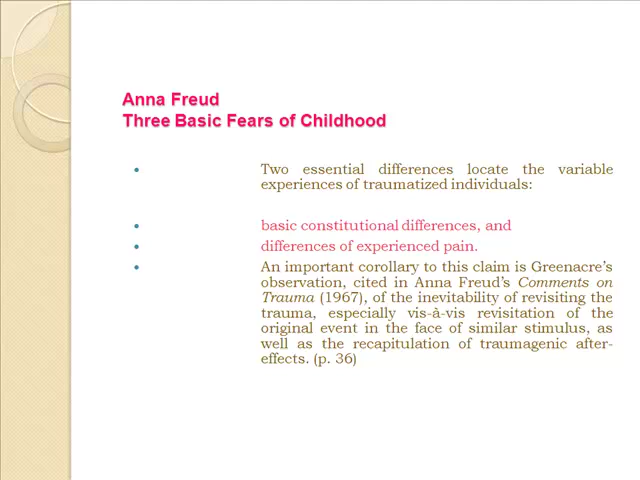 Anna Freud
Three Basic Fears of Childhood
• Two essential differences locate the variable
experiences of traumatized individuals:
• basic constitutional differences, and
• differences of experienced pain.
• An important corollary to this claim is Greenacre's
observation, cited in Anna Freud's Comments on
Trauma (1967), of the inevitability of revisiting the
trauma, especially vis-à-vis revisitation of the
original event in the face of similar stimulus, as
well as the recapitulation of traumagenic after-
effects. (p. 36)